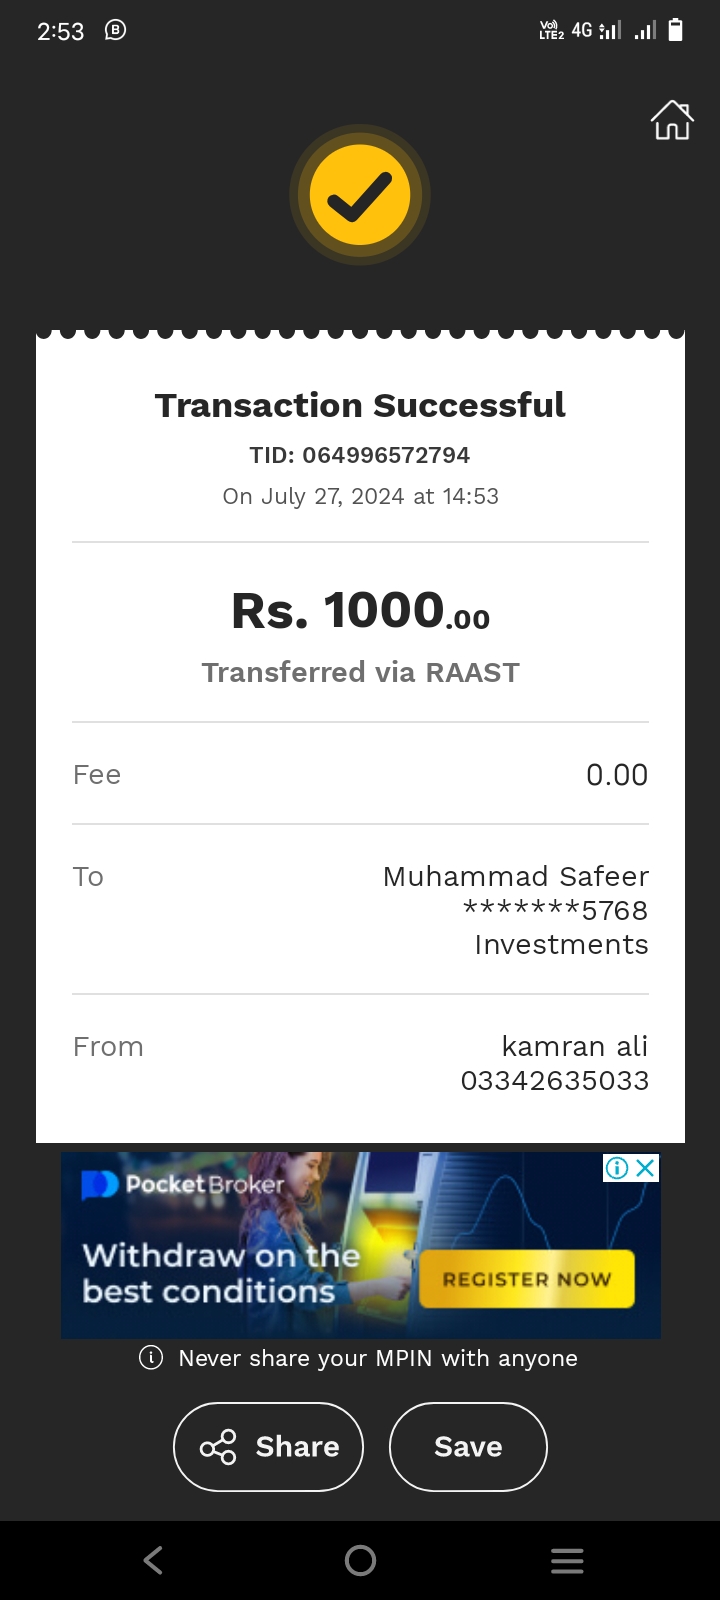 2:53
Vo)) LTE2 4G
Transaction Successful
TID: 064996572794
On July 27, 2024 at 14:53
Rs. 1000.00
Transferred via RAAST
Fee 0.00
To Muhammad Safeer
*******5768
Investments
From kamran ali
03342635033
PocketBroker
Withdraw on the
best conditions
REGISTER NOW
Never share your MPIN with anyone
Share Save